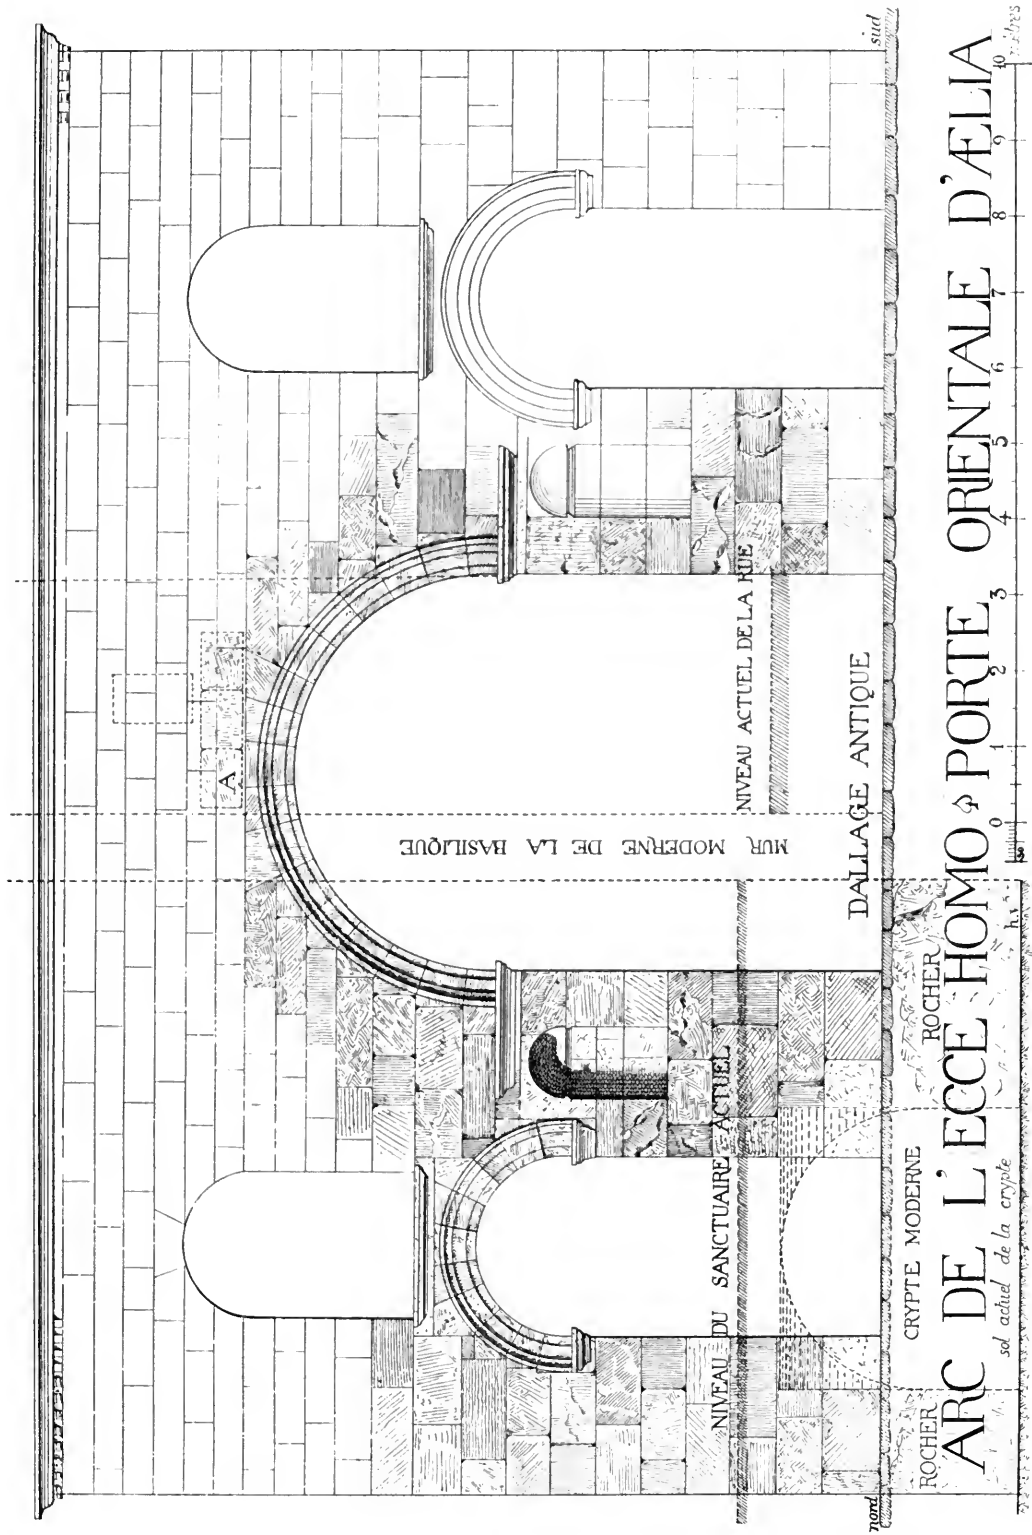 A
MUR MODERNE DE LA BASILIQUE
NIVEAU ACTUEL DE LA RUE
NIVEAU DU SANCTUAIRE ACTUEL
DALLAGE ANTIQUE
nord
sud
ROCHER
CRYPTE MODERNE
ROCHER
ARC DE L'ECCE HOMO PORTE ORIENTALE D'ÆLIA
sol actuel de la crypte
h.v
0 1 2 3 4 5 6 7 8 9 10 mètres